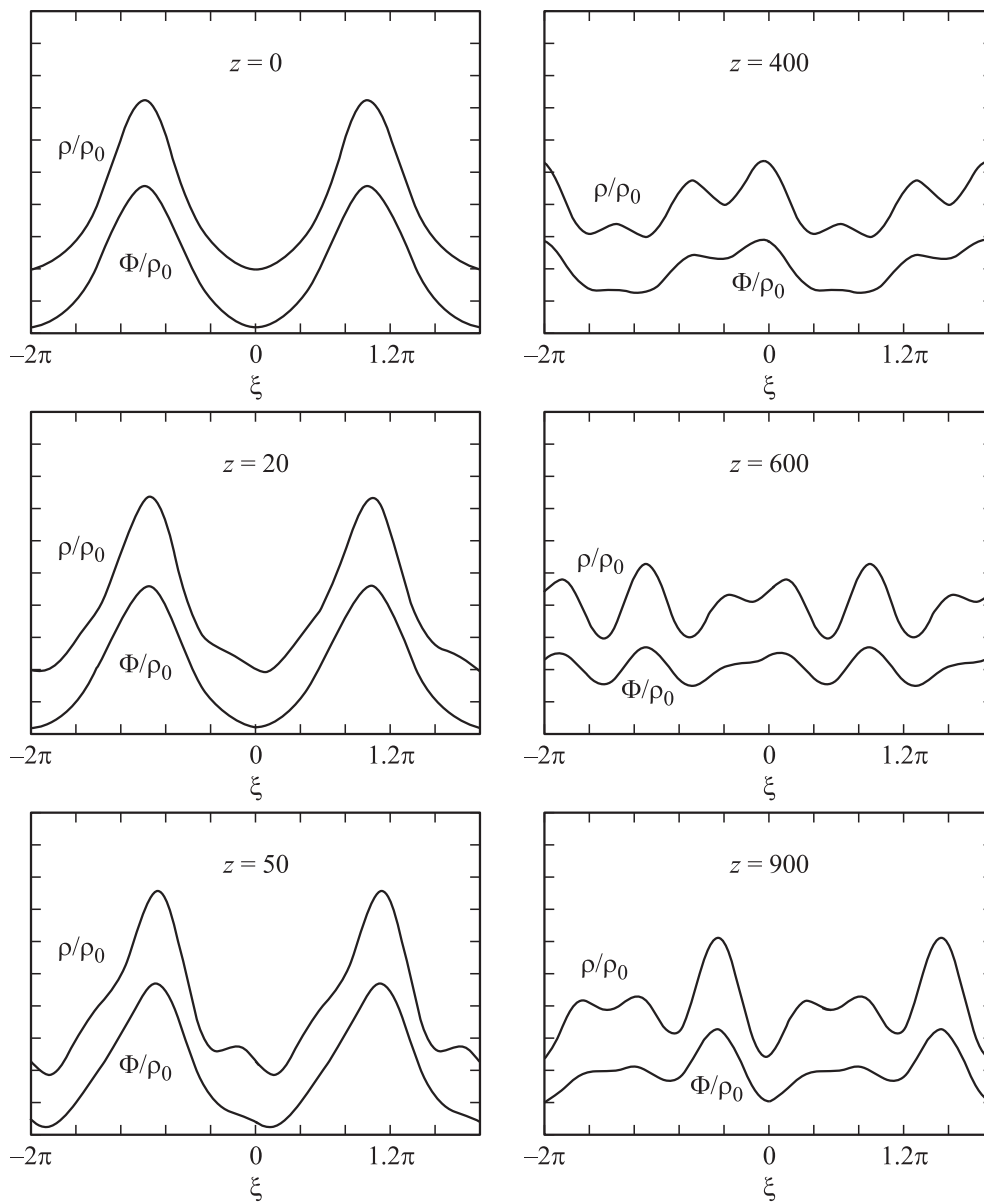 z = 0
ρ/ρ0
Φ/ρ0
–2π 0 1.2π
ξ
z = 400
ρ/ρ0
Φ/ρ0
–2π 0 1.2π
ξ
z = 20
ρ/ρ0
Φ/ρ0
–2π 0 1.2π
ξ
z = 600
ρ/ρ0
Φ/ρ0
–2π 0 1.2π
ξ
z = 50
ρ/ρ0
Φ/ρ0
–2π 0 1.2π
ξ
z = 900
ρ/ρ0
Φ/ρ0
–2π 0 1.2π
ξ